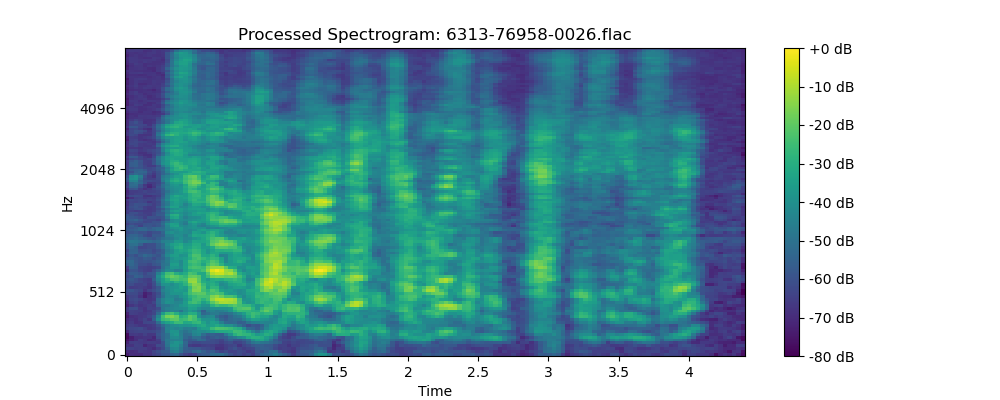 Processed Spectrogram: 6313-76958-0026.flac
+0 dB
4096
-10 dB
-20 dB
2048
-30 dB
Hz
-40 dB
1024
-50 dB
512
-60 dB
-70 dB
0
-80 dB
0 0.5 1 1.5 2 2.5 3 3.5 4
Time